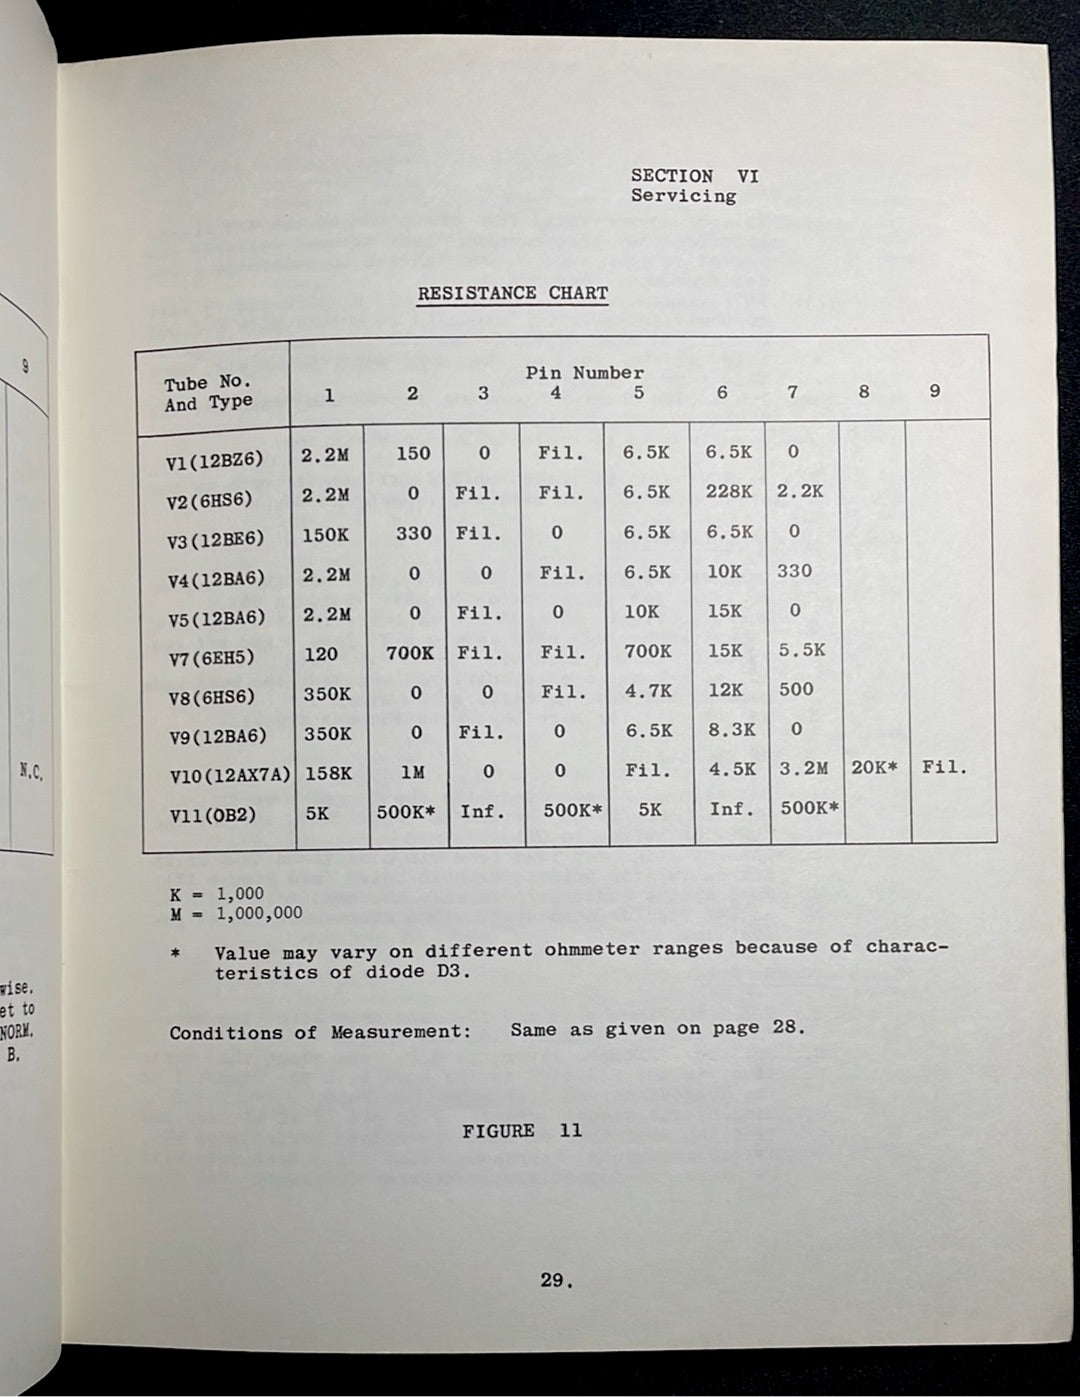 9
N.C.
wise.
et to
NORM.
B.
SECTION VI
Servicing
RESISTANCE CHART
Tube No. And Type
Pin Number
1 2 3 4 5 6 7 8 9
V1(12BZ6) 2.2M 150 0 Fil. 6.5K 6.5K 0
V2(6HS6) 2.2M 0 Fil. Fil. 6.5K 228K 2.2K
V3(12BE6) 150K 330 Fil. 0 6.5K 6.5K 0
V4(12BA6) 2.2M 0 0 Fil. 6.5K 10K 330
V5(12BA6) 2.2M 0 Fil. 0 10K 15K 0
V7(6EH5) 120 700K Fil. Fil. 700K 15K 5.5K
V8(6HS6) 350K 0 0 Fil. 4.7K 12K 500
V9(12BA6) 350K 0 Fil. 0 6.5K 8.3K 0
V10(12AX7A) 158K 1M 0 0 Fil. 4.5K 3.2M 20K* Fil.
V11(OB2) 5K 500K* Inf. 500K* 5K Inf. 500K*
K = 1,000
M = 1,000,000
* Value may vary on different ohmmeter ranges because of charac-
teristics of diode D3.
Conditions of Measurement: Same as given on page 28.
FIGURE 11
29.